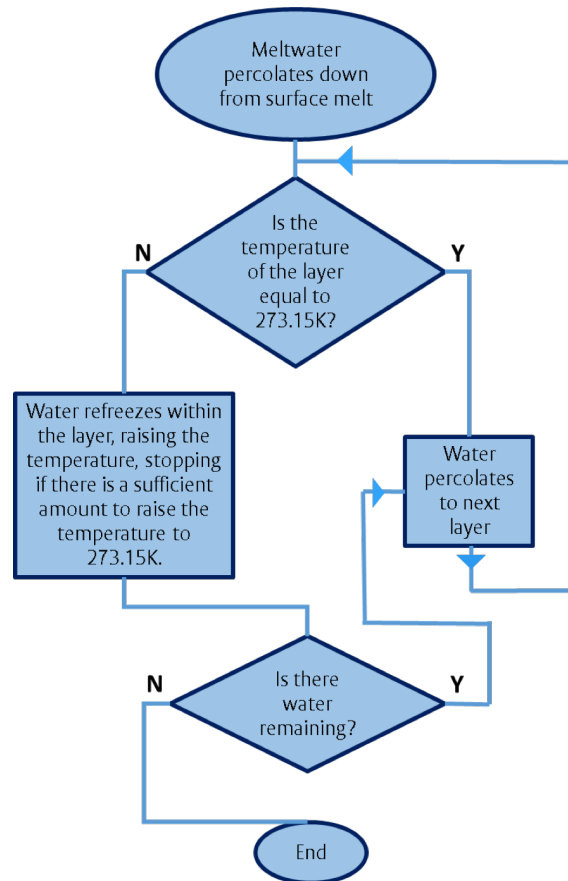 Meltwater
percolates down
from surface melt
Is the
temperature
of the layer
equal to
273.15K?
N
Y
Water refreezes within
the layer, raising the
temperature, stopping
if there is a sufficient
amount to raise the
temperature to
273.15K.
Water
percolates
to next
layer
Is there
water
remaining?
N
Y
End